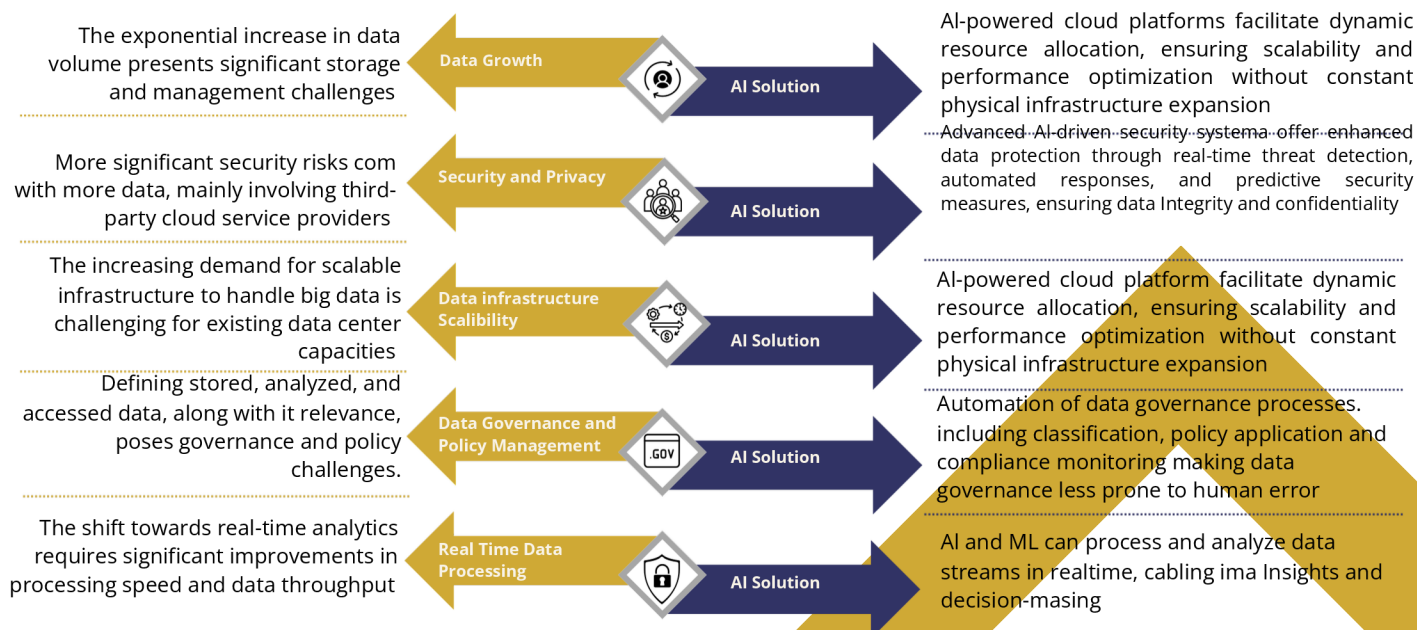 The exponential increase in data
volume presents significant storage
and management challenges
Data Growth
AI Solution
AI-powered cloud platforms facilitate dynamic
resource allocation, ensuring scalability and
performance optimization without constant
physical infrastructure expansion
More significant security risks com
with more data, mainly involving third-
party cloud service providers
Security and Privacy
AI Solution
Advanced AI-driven security systema offer enhanced
data protection through real-time threat detection,
automated responses, and predictive security
measures, ensuring data Integrity and confidentiality
The increasing demand for scalable
infrastructure to handle big data is
challenging for existing data center
capacities
Data infrastructure
Scalibility
AI Solution
AI-powered cloud platform facilitate dynamic
resource allocation, ensuring scalability and
performance optimization without constant
physical infrastructure expansion
Defining stored, analyzed, and
accessed data, along with it relevance,
poses governance and policy
challenges.
Data Governance and
Policy Management
.GOV
AI Solution
Automation of data governance processes.
including classification, policy application and
compliance monitoring making data
governance less prone to human error
The shift towards real-time analytics
requires significant improvements in
processing speed and data throughput
Real Time Data
Processing
AI Solution
AI and ML can process and analyze data
streams in realtime, cabling ima Insights and
decision-masing